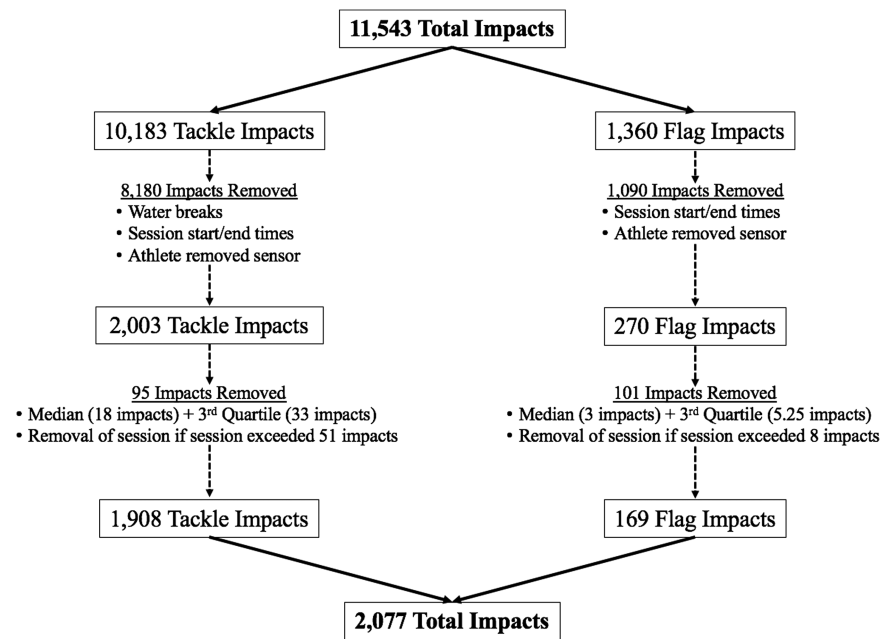 11,543 Total Impacts
10,183 Tackle Impacts
1,360 Flag Impacts
8,180 Impacts Removed
• Water breaks
• Session start/end times
• Athlete removed sensor
1,090 Impacts Removed
• Session start/end times
• Athlete removed sensor
2,003 Tackle Impacts
270 Flag Impacts
95 Impacts Removed
• Median (18 impacts) + 3rd Quartile (33 impacts)
• Removal of session if session exceeded 51 impacts
101 Impacts Removed
• Median (3 impacts) + 3rd Quartile (5.25 impacts)
• Removal of session if session exceeded 8 impacts
1,908 Tackle Impacts
169 Flag Impacts
2,077 Total Impacts